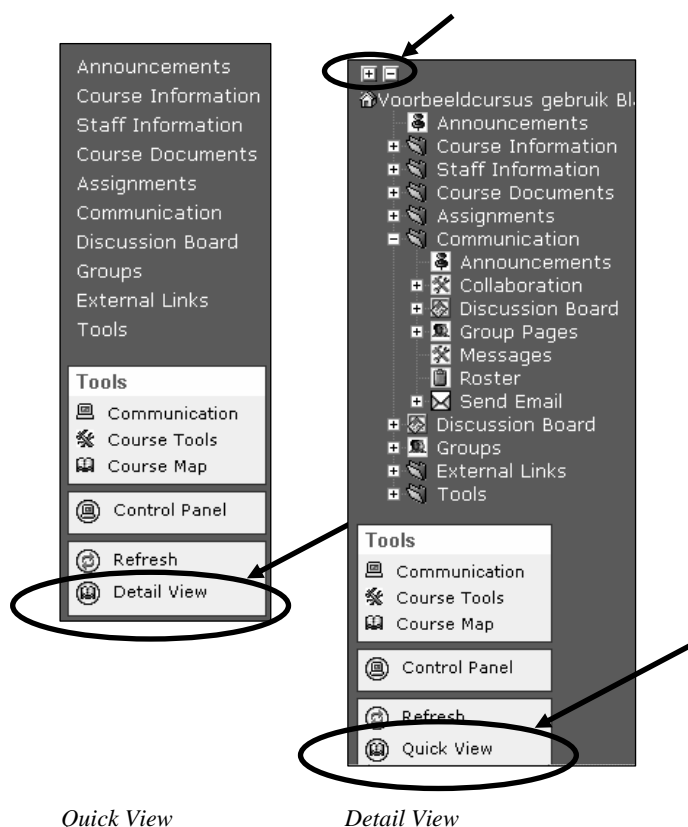 Announcements
Course Information
Staff Information
Course Documents
Assignments
Communication
Discussion Board
Groups
External Links
Tools
Tools
Communication
Course Tools
Course Map
Control Panel
Refresh
Detail View
Voorbeeldcursus gebruik Bl
Announcements
Course Information
Staff Information
Course Documents
Assignments
Communication
Announcements
Collaboration
Discussion Board
Group Pages
Messages
Roster
Send Email
Discussion Board
Groups
External Links
Tools
Tools
Communication
Course Tools
Course Map
Control Panel
Refresh
Quick View
Quick View
Detail View